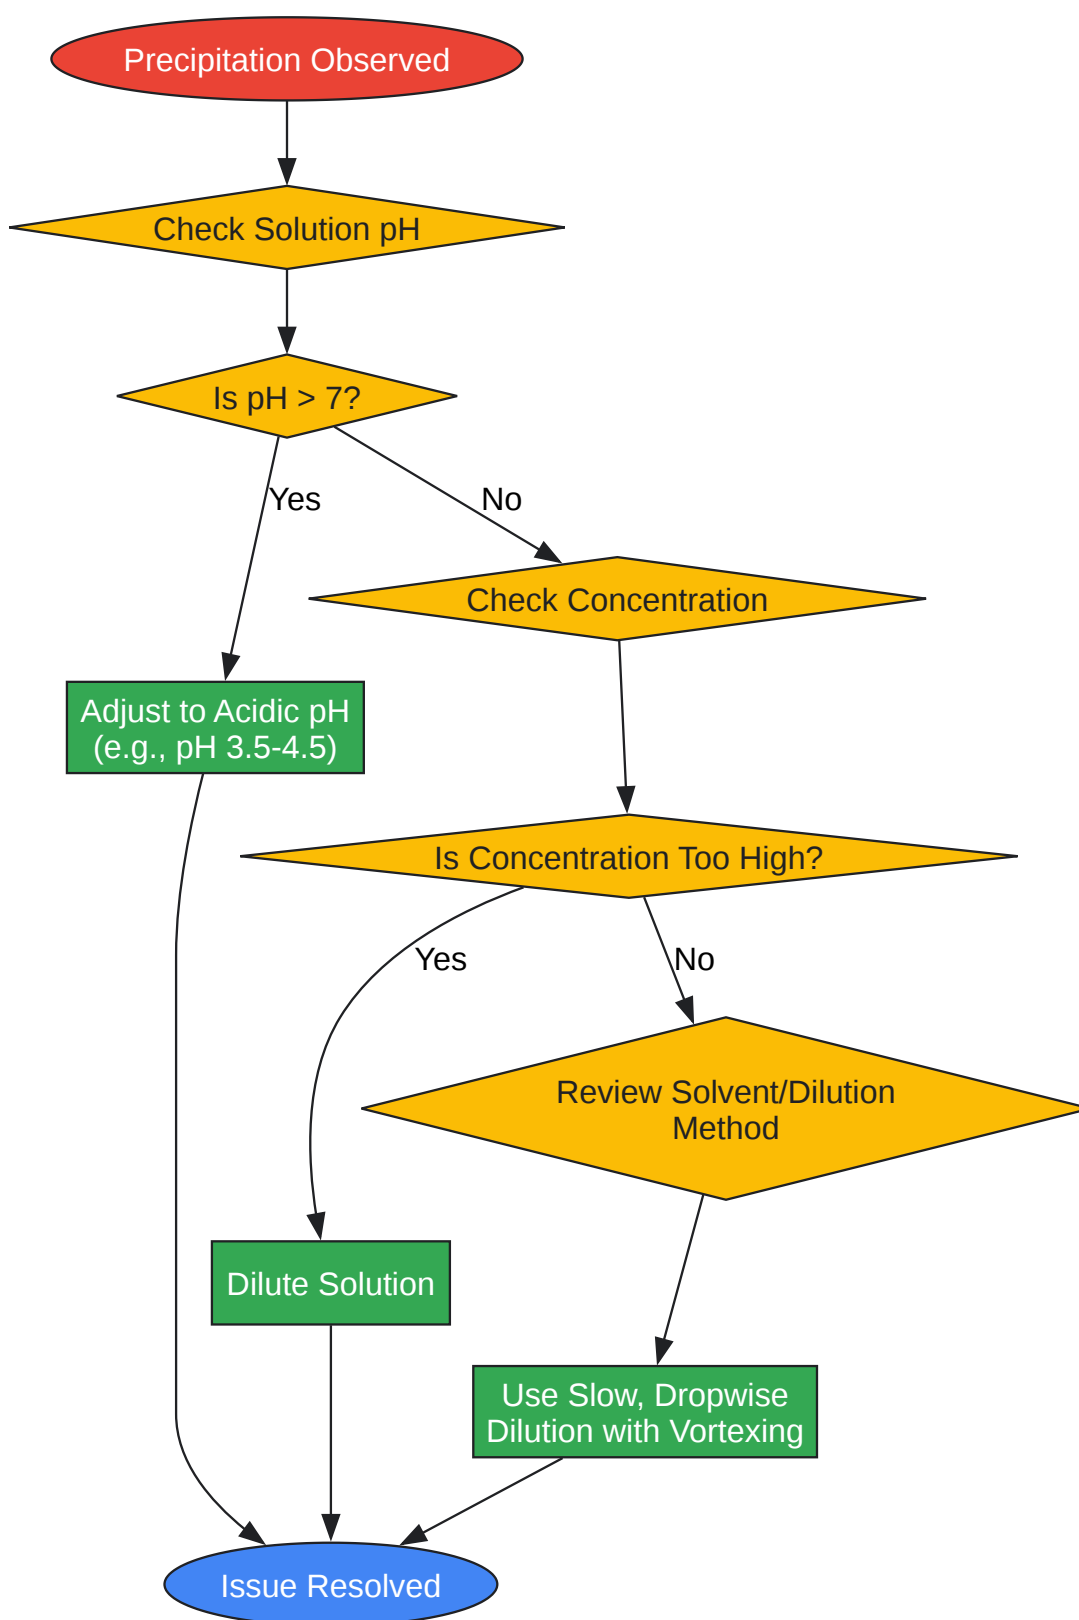 Precipitation Observed
Check Solution pH
Is pH > 7?
Yes
No
Check Concentration
Adjust to Acidic pH
(e.g., pH 3.5-4.5)
Is Concentration Too High?
Yes
No
Review Solvent/Dilution
Method
Dilute Solution
Use Slow, Dropwise
Dilution with Vortexing
Issue Resolved